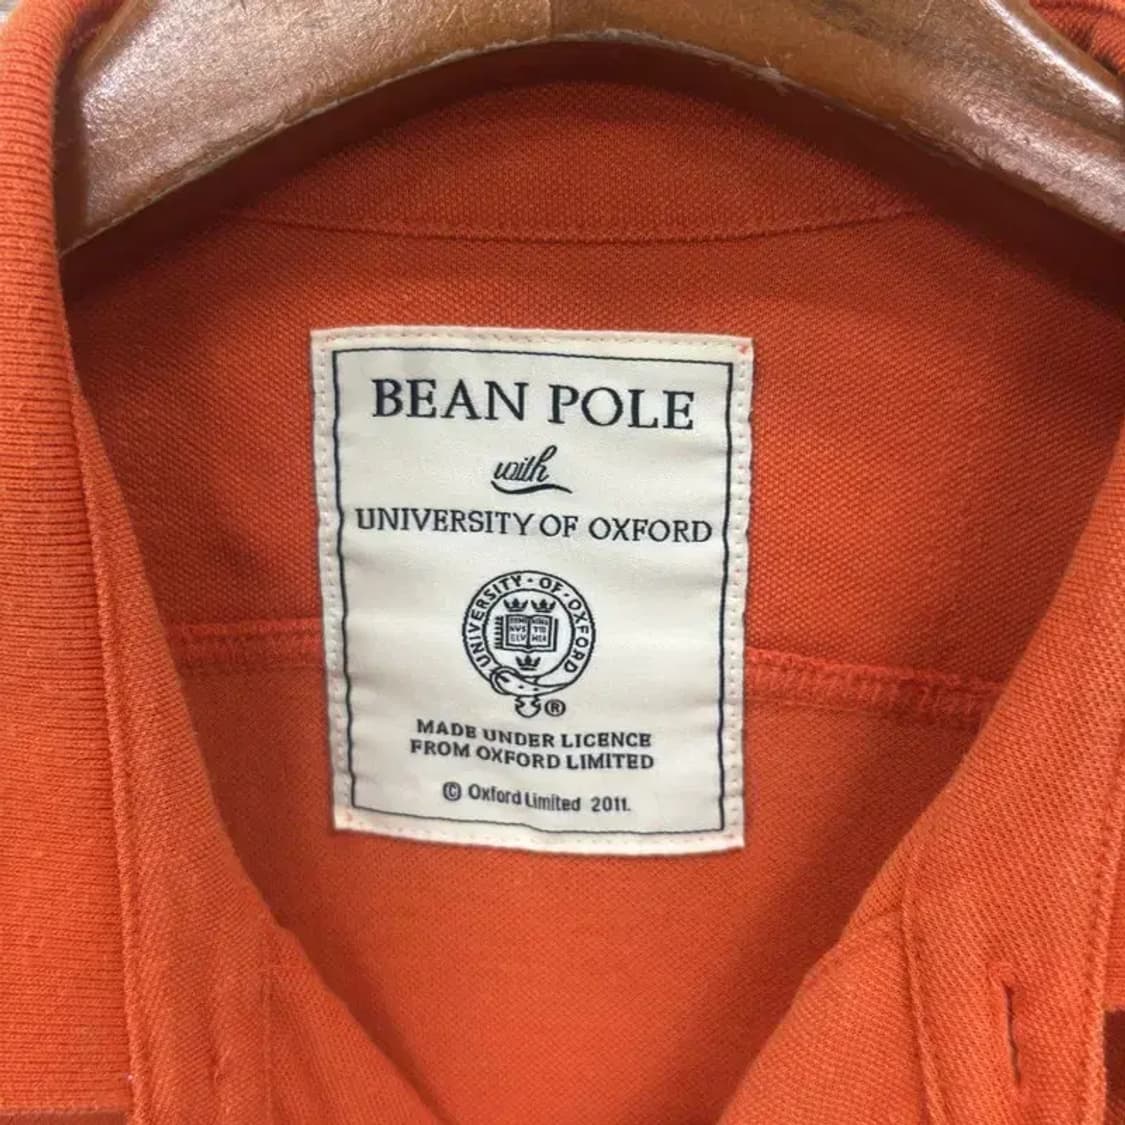 BEAN POLE
with
UNIVERSITY OF OXFORD
UNIVERSITY · OF · OXFORD
®
MADE UNDER LICENCE
FROM OXFORD LIMITED
© Oxford Limited 2011.